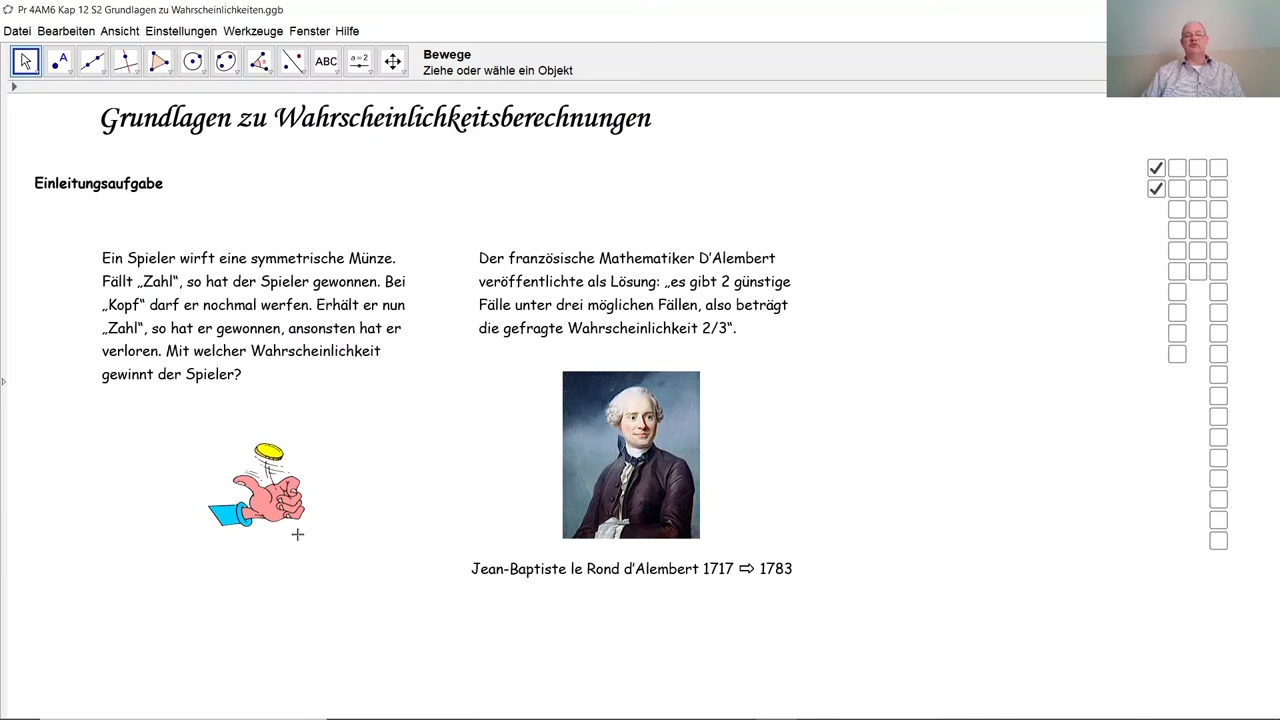 Pr 4AM6 Kap 12 S2 Grundlagen zu Wahrscheinlichkeiten.ggb
Datei Bearbeiten Ansicht Einstellungen Werkzeuge Fenster Hilfe
A
ABC
a=2
Bewege
Ziehe oder wähle ein Objekt
Grundlagen zu Wahrscheinlichkeitsberechnungen
Einleitungsaufgabe
Ein Spieler wirft eine symmetrische Münze.
Fällt „Zahl“, so hat der Spieler gewonnen. Bei
„Kopf“ darf er nochmal werfen. Erhält er nun
„Zahl“, so hat er gewonnen, ansonsten hat er
verloren. Mit welcher Wahrscheinlichkeit
gewinnt der Spieler?
Der französische Mathematiker D’Alembert
veröffentlichte als Lösung: „es gibt 2 günstige
Fälle unter drei möglichen Fällen, also beträgt
die gefragte Wahrscheinlichkeit 2/3“.
Jean-Baptiste le Rond d’Alembert 1717 ⇨ 1783